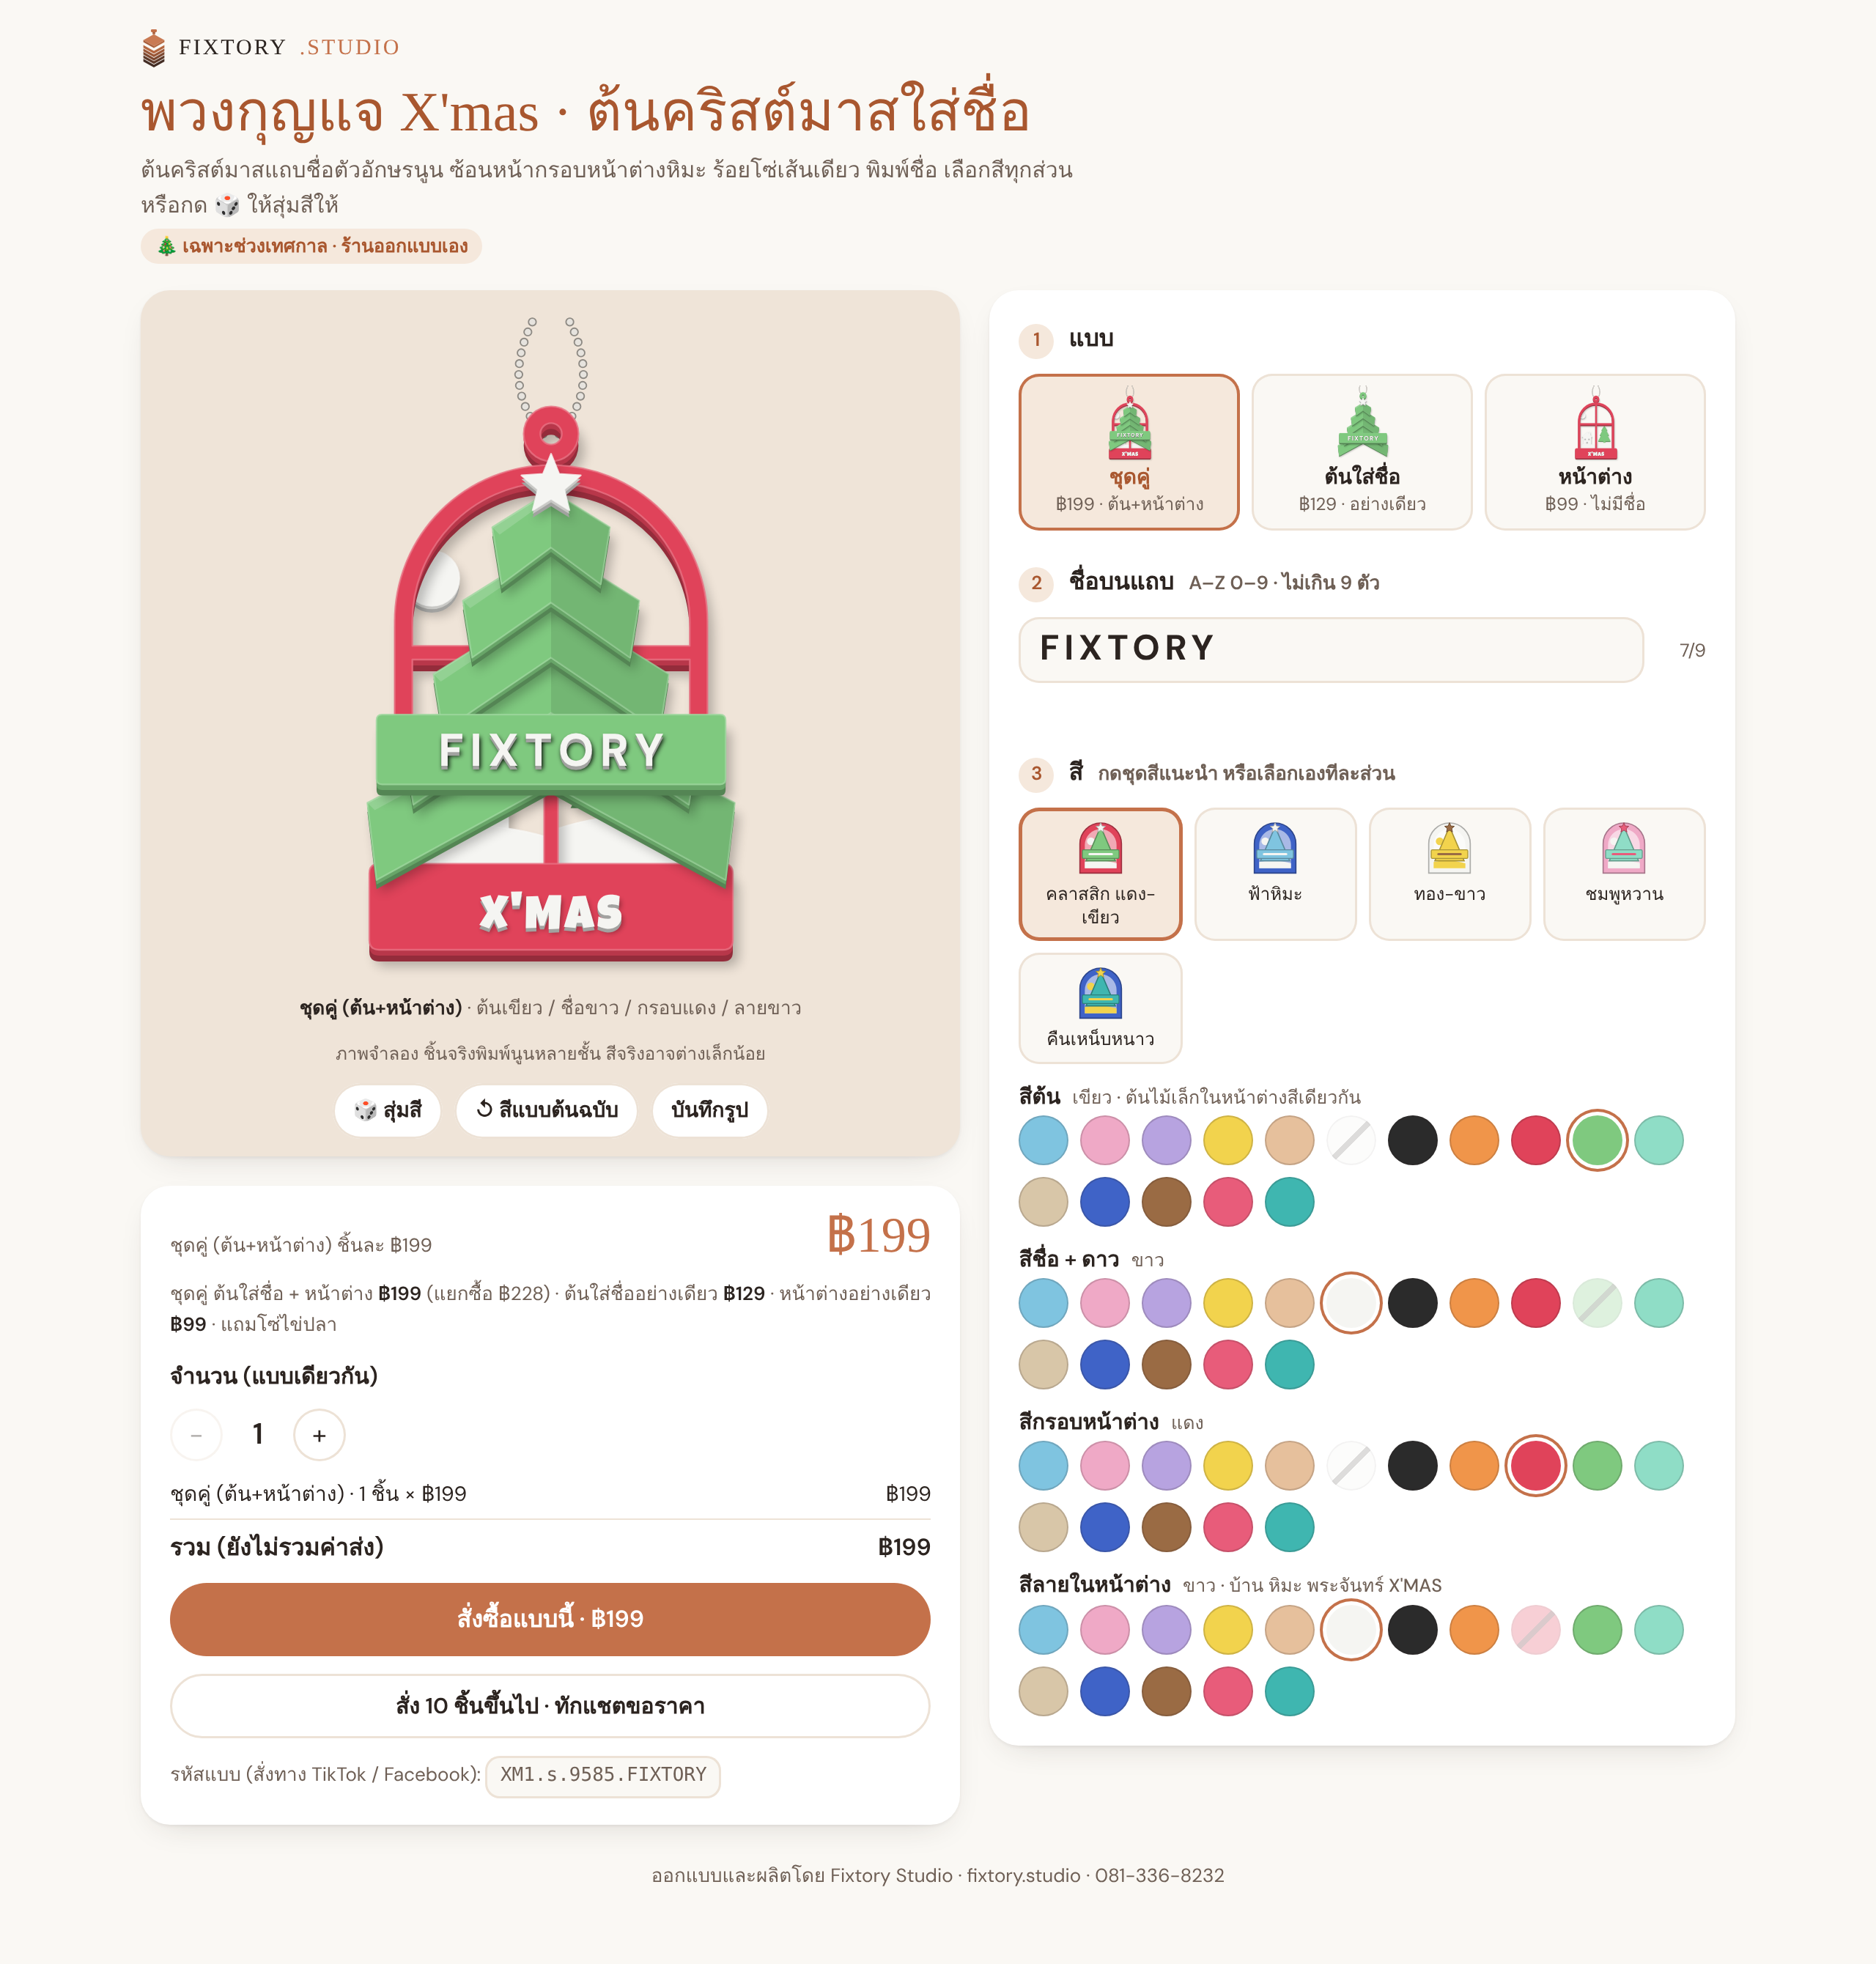 FIXTORY .STUDIO
พวงกุญแจ X'mas · ต้นคริสต์มาสใส่ชื่อ
ต้นคริสต์มาสแถบชื่อตัวอักษรนูน ซ้อนหน้ากรอบหน้าต่างหิมะ ร้อยโซ่เส้นเดียว พิมพ์ชื่อ เลือกสีทุกส่วน
หรือกด 🎲 ให้สุ่มสีให้
🎄 เฉพาะช่วงเทศกาล · ร้านออกแบบเอง
FIXTORY
X'MAS
ชุดคู่ (ต้น+หน้าต่าง) · ต้นเขียว / ชื่อขาว / กรอบแดง / ลายขาว
ภาพจำลอง ชิ้นจริงพิมพ์นูนหลายชั้น สีจริงอาจต่างเล็กน้อย
🎲 สุ่มสี
↺ สีแบบต้นฉบับ
บันทึกรูป
ชุดคู่ (ต้น+หน้าต่าง) ชิ้นละ ฿199
฿199
ชุดคู่ ต้นใส่ชื่อ + หน้าต่าง ฿199 (แยกซื้อ ฿228) · ต้นใส่ชื่ออย่างเดียว ฿129 · หน้าต่างอย่างเดียว
฿99 · แถมโซ่ไข่ปลา
จำนวน (แบบเดียวกัน)
− 1 +
ชุดคู่ (ต้น+หน้าต่าง) · 1 ชิ้น × ฿199
฿199
รวม (ยังไม่รวมค่าส่ง)
฿199
สั่งซื้อแบบนี้ · ฿199
สั่ง 10 ชิ้นขึ้นไป · ทักแชตขอราคา
รหัสแบบ (สั่งทาง TikTok / Facebook): XM1.s.9585.FIXTORY
1 แบบ
FIXTORY
X'MAS
ชุดคู่
฿199 · ต้น+หน้าต่าง
FIXTORY
ต้นใส่ชื่อ
฿129 · อย่างเดียว
X'MAS
หน้าต่าง
฿99 · ไม่มีชื่อ
2 ชื่อบนแถบ A–Z 0–9 · ไม่เกิน 9 ตัว
FIXTORY
7/9
3 สี กดชุดสีแนะนำ หรือเลือกเองทีละส่วน
คลาสสิก แดง-
เขียว
ฟ้าหิมะ
ทอง-ขาว
ชมพูหวาน
คืนเหน็บหนาว
สีต้น เขียว · ต้นไม้เล็กในหน้าต่างสีเดียวกัน
สีชื่อ + ดาว ขาว
สีกรอบหน้าต่าง แดง
สีลายในหน้าต่าง ขาว · บ้าน หิมะ พระจันทร์ X'MAS
ออกแบบและผลิตโดย Fixtory Studio · fixtory.studio · 081-336-8232